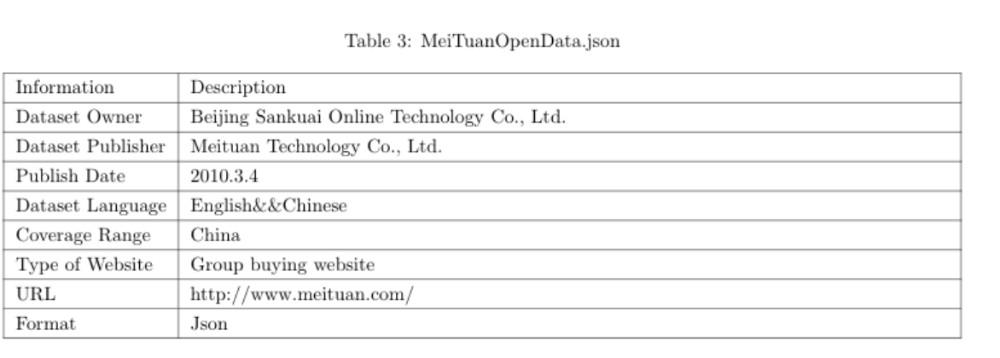 Table 3: MeiTuanOpenData.json
Information Description
Dataset Owner Beijing Sankuai Online Technology Co., Ltd.
Dataset Publisher Meituan Technology Co., Ltd.
Publish Date 2010.3.4
Dataset Language English&&Chinese
Coverage Range China
Type of Website Group buying website
URL http://www.meituan.com/
Format Json